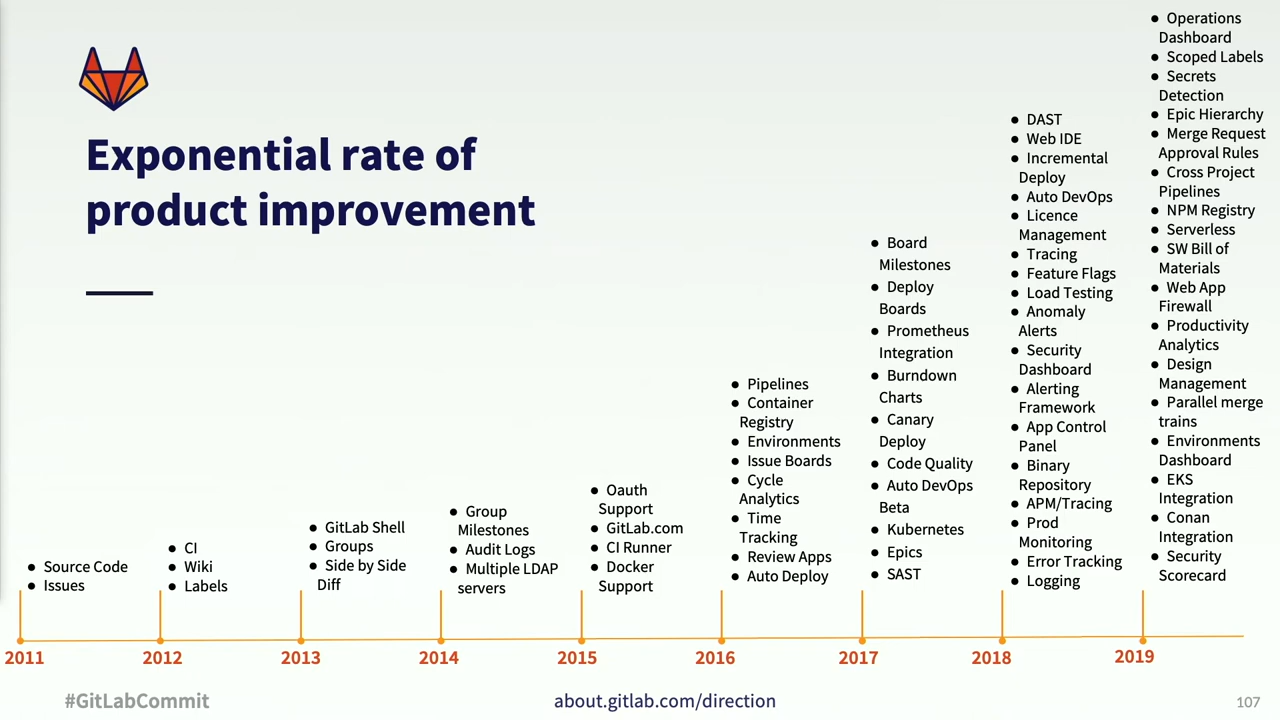 Exponential rate of
product improvement
● Source Code
● Issues
● CI
● Wiki
● Labels
● GitLab Shell
● Groups
● Side by Side
Diff
● Group
Milestones
● Audit Logs
● Multiple LDAP
servers
● Oauth
Support
● GitLab.com
● CI Runner
● Docker
Support
● Pipelines
● Container
Registry
● Environments
● Issue Boards
● Cycle
Analytics
● Time
Tracking
● Review Apps
● Auto Deploy
● Board
Milestones
● Deploy
Boards
● Prometheus
Integration
● Burndown
Charts
● Canary
Deploy
● Code Quality
● Auto DevOps
Beta
● Kubernetes
● Epics
● SAST
● DAST
● Web IDE
● Incremental
Deploy
● Auto DevOps
● Licence
Management
● Tracing
● Feature Flags
● Load Testing
● Anomaly
Alerts
● Security
Dashboard
● Alerting
Framework
● App Control
Panel
● Binary
Repository
● APM/Tracing
● Prod
Monitoring
● Error Tracking
● Logging
● Operations
Dashboard
● Scoped Labels
● Secrets
Detection
● Epic Hierarchy
● Merge Request
Approval Rules
● Cross Project
Pipelines
● NPM Registry
● Serverless
● SW Bill of
Materials
● Web App
Firewall
● Productivity
Analytics
● Design
Management
● Parallel merge
trains
● Environments
Dashboard
● EKS
Integration
● Conan
Integration
● Security
Scorecard
2011 2012 2013 2014 2015 2016 2017 2018 2019
#GitLabCommit about.gitlab.com/direction 107